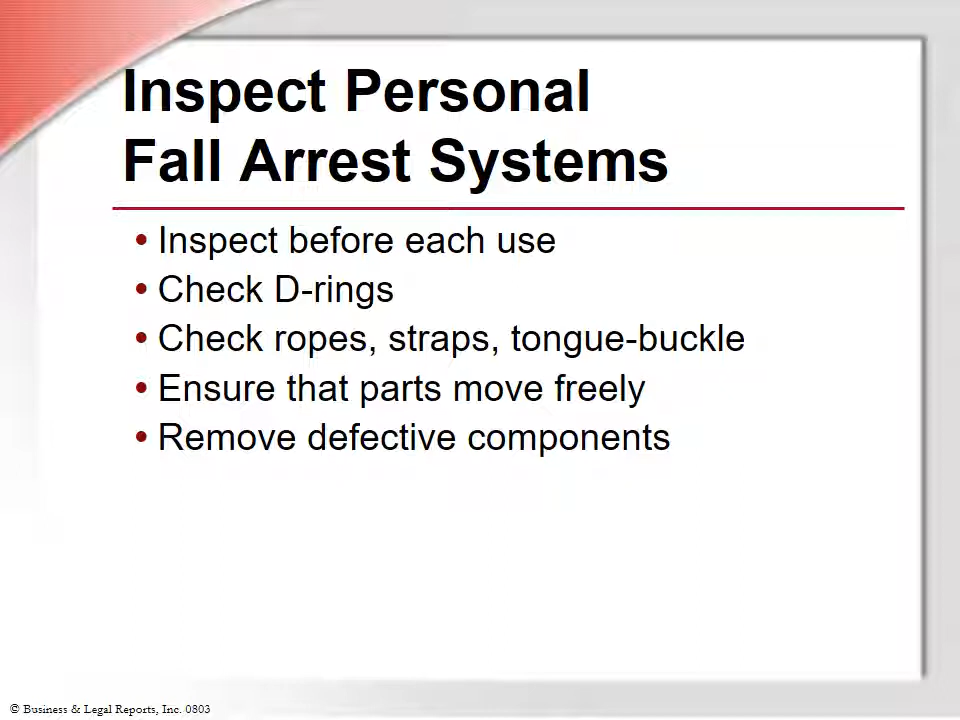 Inspect Personal
Fall Arrest Systems
• Inspect before each use
• Check D-rings
• Check ropes, straps, tongue-buckle
• Ensure that parts move freely
• Remove defective components
© Business & Legal Reports, Inc. 0803